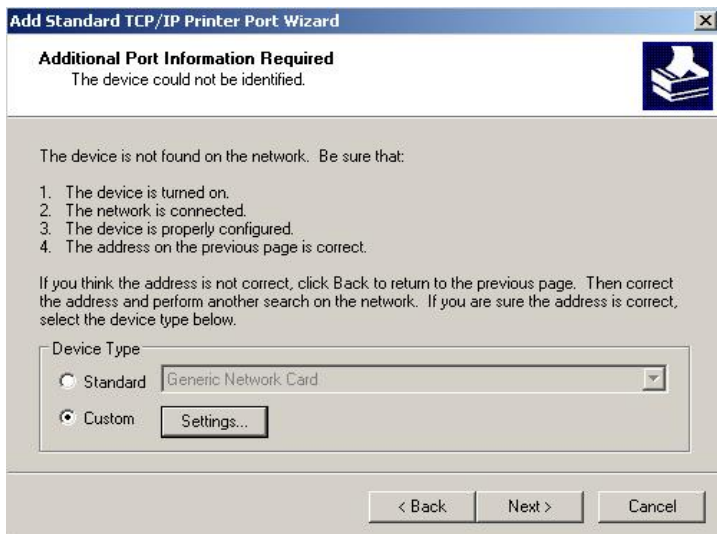 Add Standard TCP/IP Printer Port Wizard
Additional Port Information Required
The device could not be identified.
The device is not found on the network. Be sure that:
1. The device is turned on.
2. The network is connected.
3. The device is properly configured.
4. The address on the previous page is correct.
If you think the address is not correct, click Back to return to the previous page. Then correct
the address and perform another search on the network. If you are sure the address is correct,
select the device type below.
Device Type
Standard Generic Network Card
Custom Settings...
< Back Next > Cancel